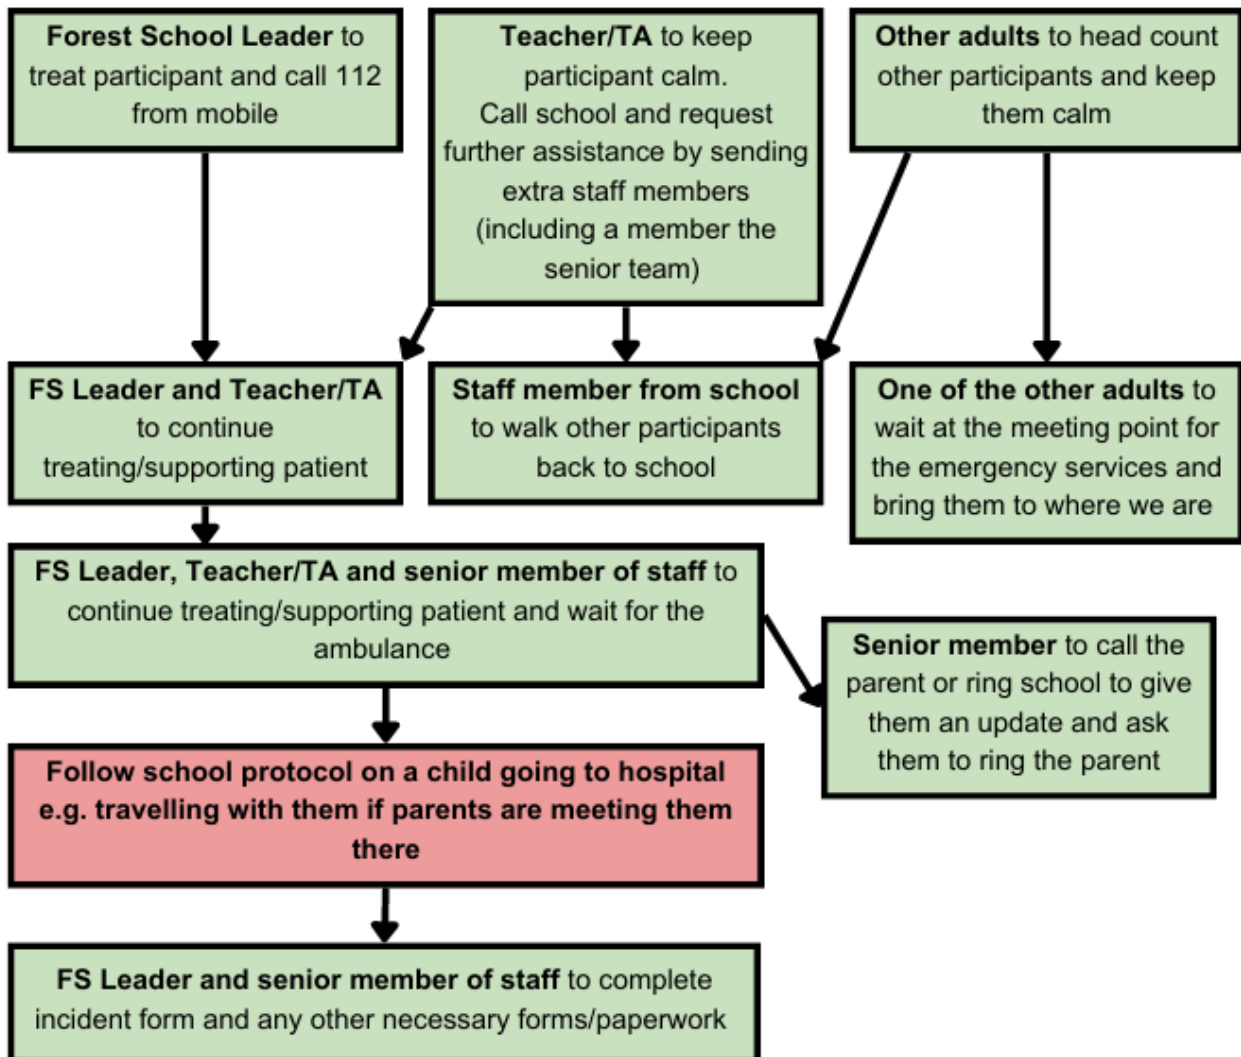 Forest School Leader to
treat participant and call 112
from mobile
Teacher/TA to keep
participant calm.
Call school and request
further assistance by sending
extra staff members
(including a member the
senior team)
Other adults to head count
other participants and keep
them calm
FS Leader and Teacher/TA
to continue
treating/supporting patient
Staff member from school
to walk other participants
back to school
One of the other adults to
wait at the meeting point for
the emergency services and
bring them to where we are
FS Leader, Teacher/TA and senior member of staff to
continue treating/supporting patient and wait for the
ambulance
Senior member to call the
parent or ring school to give
them an update and ask
them to ring the parent
Follow school protocol on a child going to hospital
e.g. travelling with them if parents are meeting them
there
FS Leader and senior member of staff to complete
incident form and any other necessary forms/paperwork